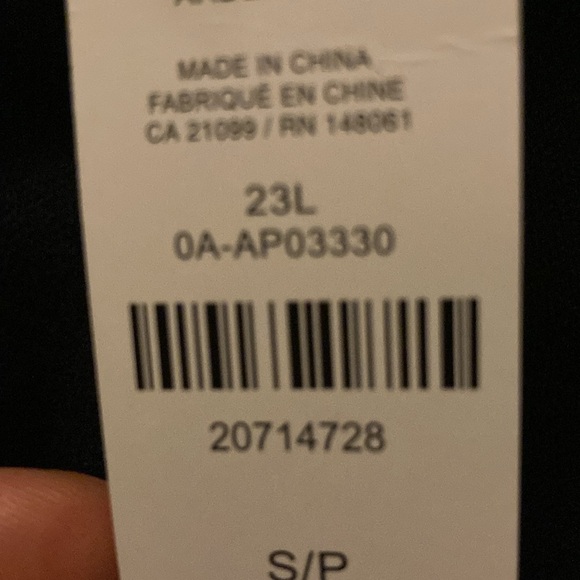 MADE IN CHINA
FABRIQUÉ EN CHINE
CA 21099 / RN 148061
23L
0A-AP03330
20714728
S/P